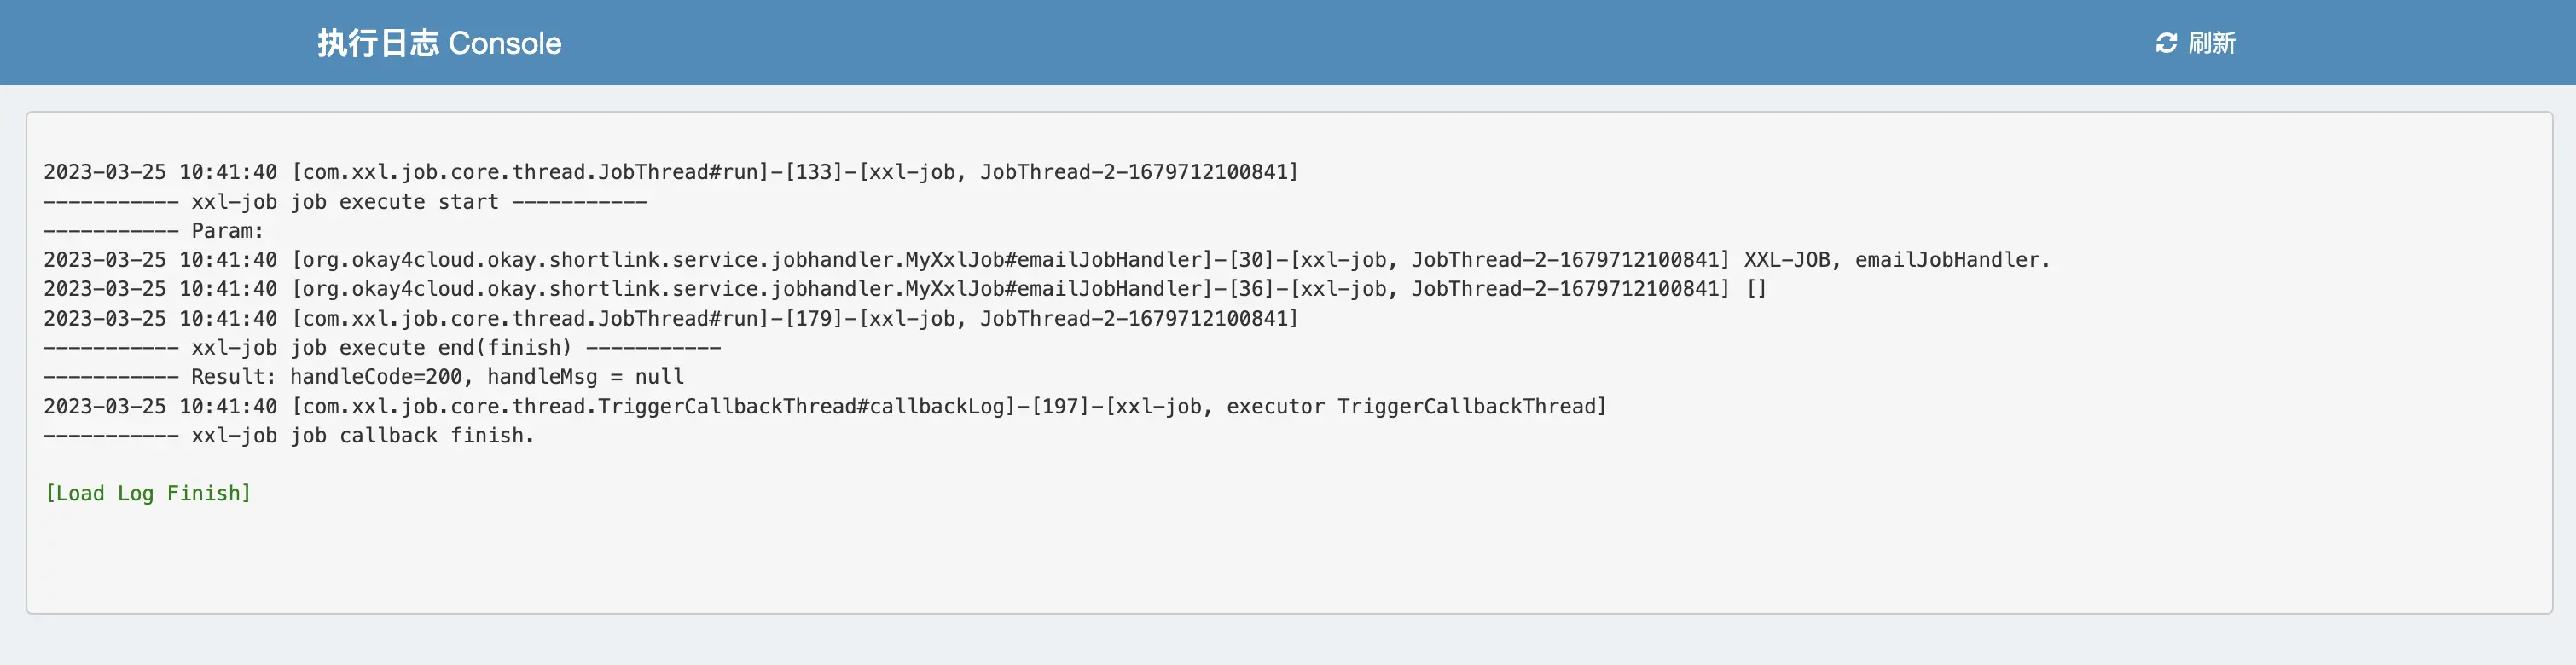 执行日志 Console
刷新
2023-03-25 10:41:40 [com.xxl.job.core.thread.JobThread#run]-[133]-[xxl-job, JobThread-2-1679712100841]
----------- xxl-job job execute start -----------
----------- Param:
2023-03-25 10:41:40 [org.okay4cloud.okay.shortlink.service.jobhandler.MyXxlJob#emailJobHandler]-[30]-[xxl-job, JobThread-2-1679712100841] XXL-JOB, emailJobHandler.
2023-03-25 10:41:40 [org.okay4cloud.okay.shortlink.service.jobhandler.MyXxlJob#emailJobHandler]-[36]-[xxl-job, JobThread-2-1679712100841] []
2023-03-25 10:41:40 [com.xxl.job.core.thread.JobThread#run]-[179]-[xxl-job, JobThread-2-1679712100841]
----------- xxl-job job execute end(finish) -----------
----------- Result: handleCode=200, handleMsg = null
2023-03-25 10:41:40 [com.xxl.job.core.thread.TriggerCallbackThread#callbackLog]-[197]-[xxl-job, executor TriggerCallbackThread]
----------- xxl-job job callback finish.
[Load Log Finish]